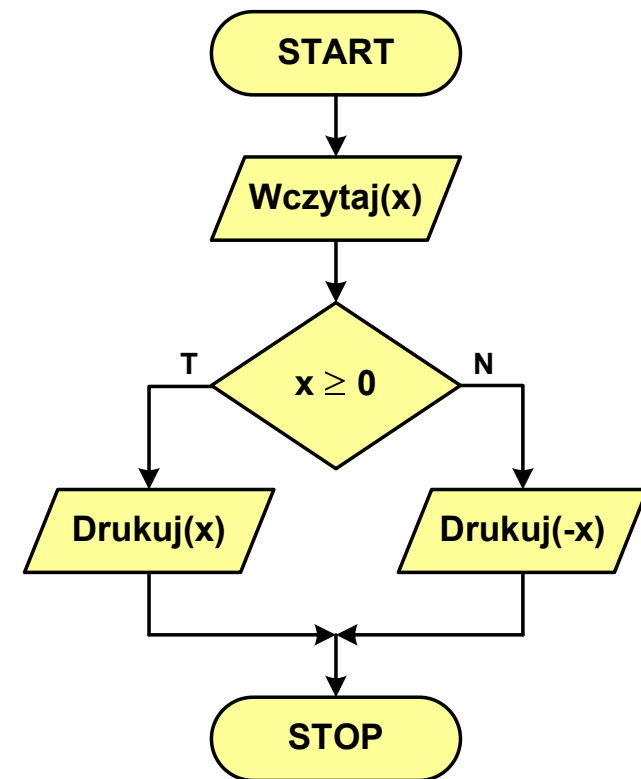 START
Wczytaj(x)
T
x ≥ 0
N
Drukuj(x)
Drukuj(-x)
STOP